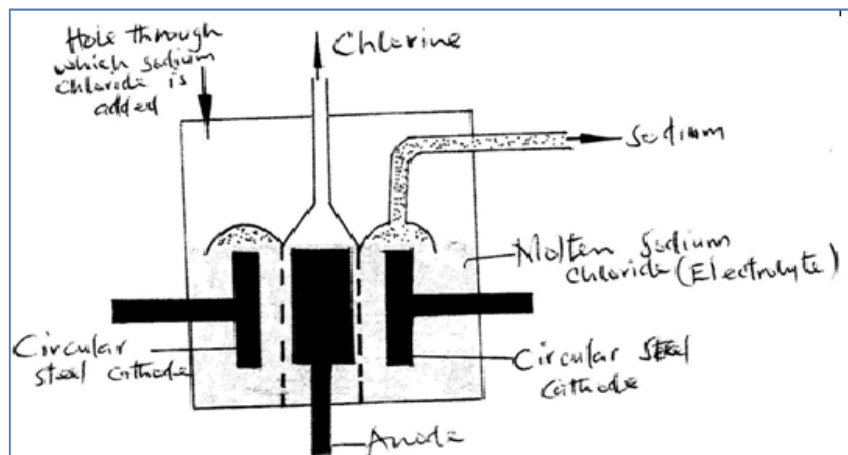 Hole through
which sodium
chloride is
added
Chlorine
Sodium
Molten Sodium
chloride (Electrolyte)
Circular
steel cathode
Circular steel
cathode
Anode